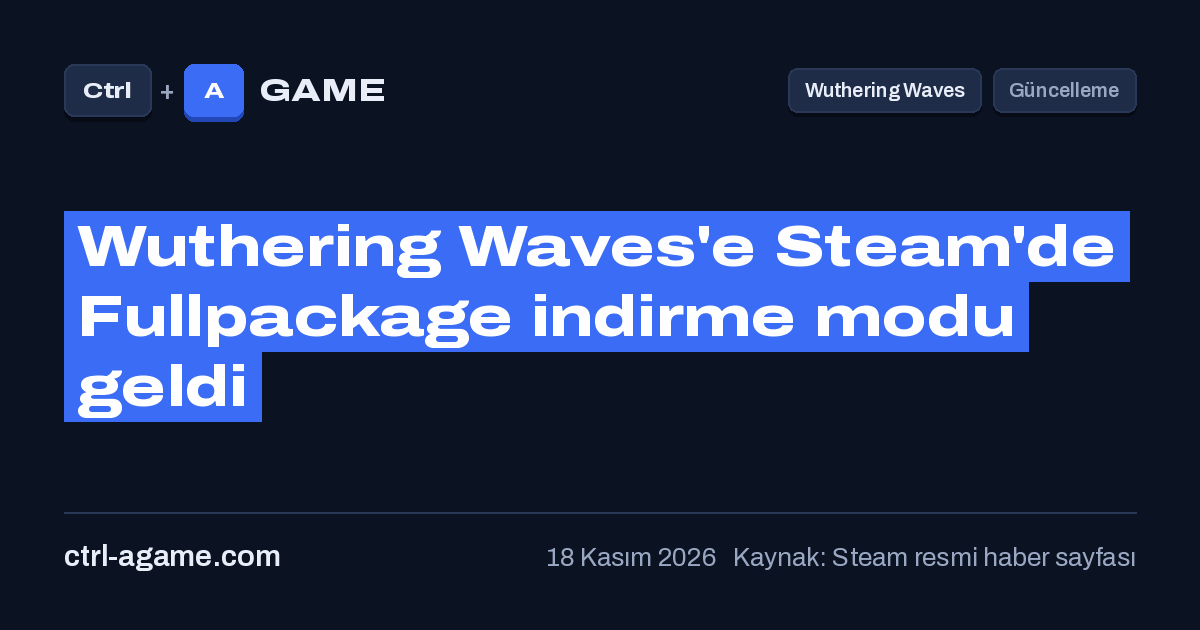 Ctrl + A GAME
Wuthering Waves Güncelleme
Wuthering Waves'e Steam'de
Fullpackage indirme modu
geldi
ctrl-agame.com
18 Kasım 2026 Kaynak: Steam resmi haber sayfası